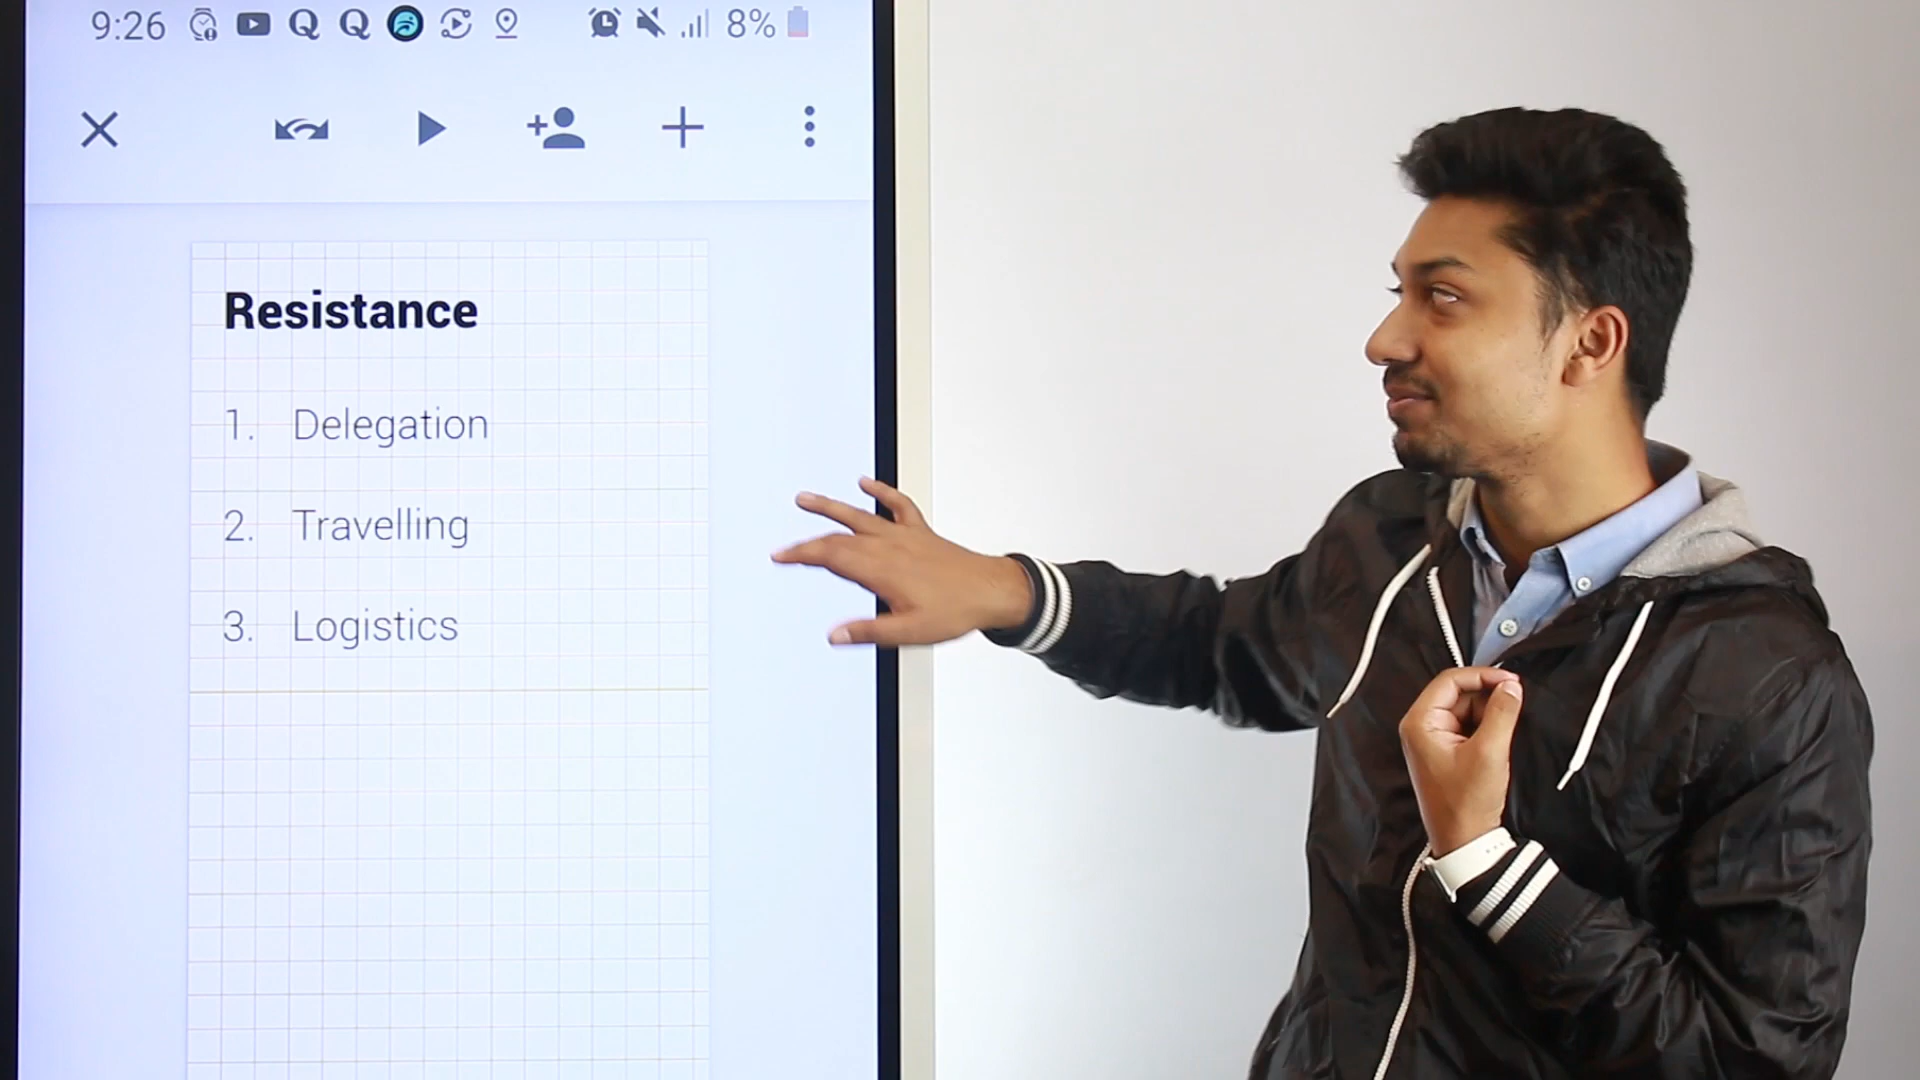 9:26 8%
Resistance
1. Delegation
2. Travelling
3. Logistics